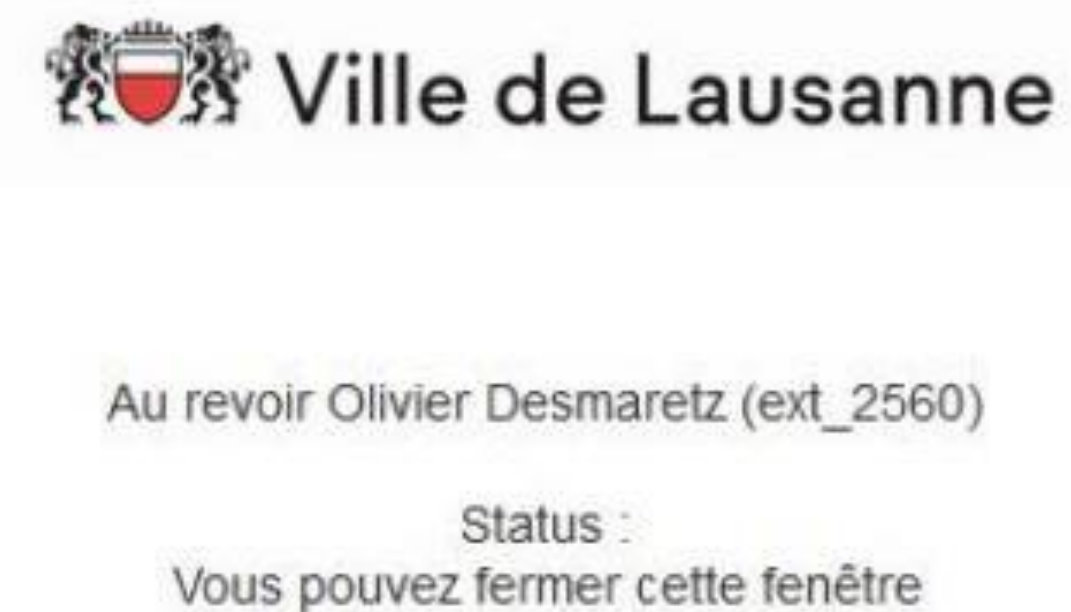 Ville de Lausanne
Au revoir Olivier Desmaretz (ext_2560)
Status :
Vous pouvez fermer cette fenêtre